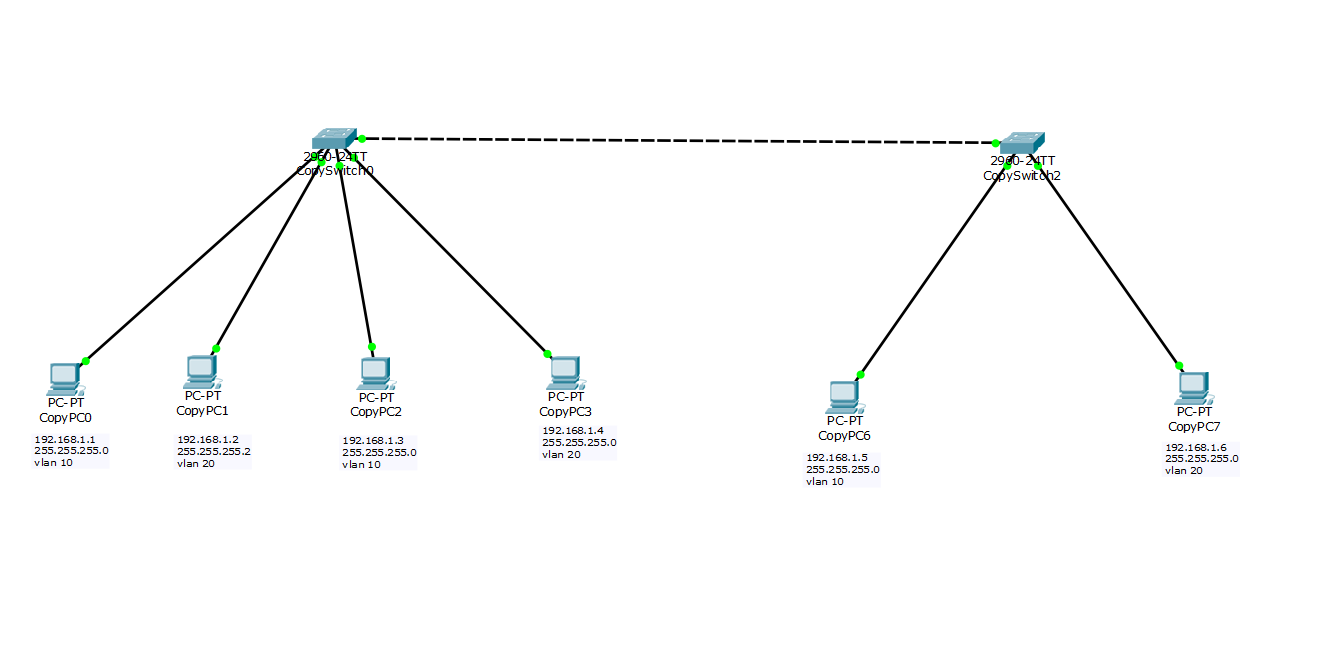 2960-24TT
CopySwitch0
2960-24TT
CopySwitch2
PC-PT
CopyPC0
192.168.1.1
255.255.255.0
vlan 10
PC-PT
CopyPC1
192.168.1.2
255.255.255.2
vlan 20
PC-PT
CopyPC2
192.168.1.3
255.255.255.0
vlan 10
PC-PT
CopyPC3
192.168.1.4
255.255.255.0
vlan 20
PC-PT
CopyPC6
192.168.1.5
255.255.255.0
vlan 10
PC-PT
CopyPC7
192.168.1.6
255.255.255.0
vlan 20